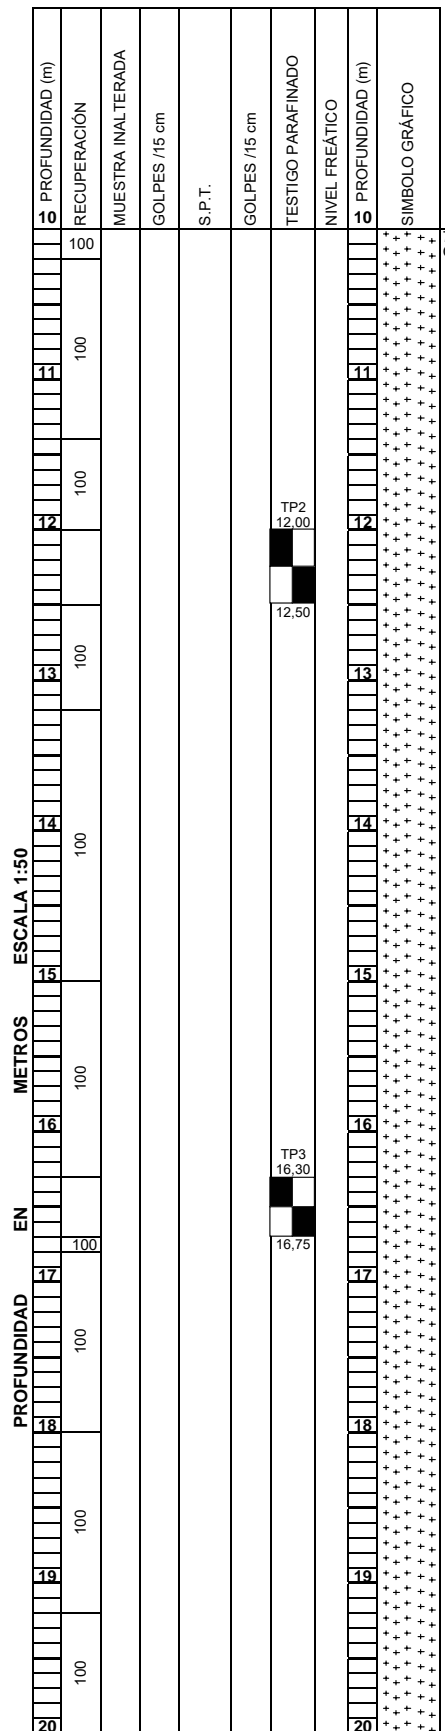 PROFUNDIDAD EN METROS ESCALA 1:50
PROFUNDIDAD (m)
10
RECUPERACIÓN
MUESTRA INALTERADA
GOLPES /15 cm
S.P.T.
GOLPES /15 cm
TESTIGO PARAFINADO
NIVEL FREÁTICO
PROFUNDIDAD (m)
10
SIMBOLO GRÁFICO
100
11 100 11
100
TP2
12 12,00 12
12,50
100
13 13
14 14
100
15 15
100
16 16
TP3
16,30
100 16,75
17 17
100
18 18
100
19 19
100
20 20